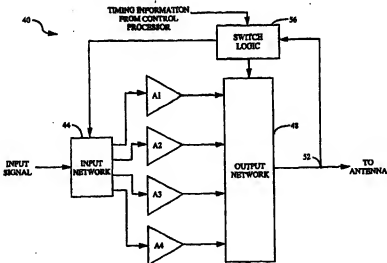 TIMING INFORMATION
FROM CONTROL
PROCESSOR
56
40
SWITCH
LOGIC
A1
44
A2
48
INPUT
SIGNAL
INPUT
NETWORK
OUTPUT
NETWORK
52
TO
ANTENNA
A3
A4